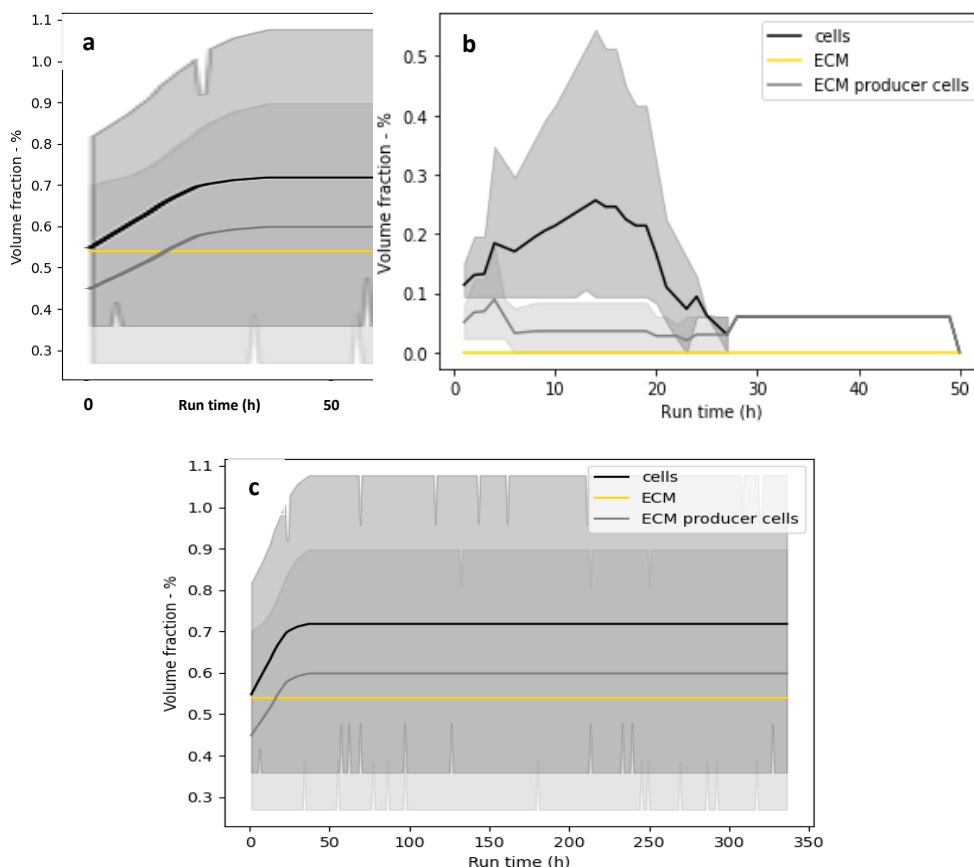 a
1.1
1.0
0.9
0.8
0.7
0.6
0.5
0.4
0.3
Volume fraction - %
0 Run time (h) 50
b
cells
ECM
ECM producer cells
0.5
0.4
0.3
0.2
0.1
0.0
Volume fraction - %
0 10 20 30 40 50
Run time (h)
c
cells
ECM
ECM producer cells
1.1
1.0
0.9
0.8
0.7
0.6
0.5
0.4
0.3
Volume fraction - %
0 50 100 150 200 250 300 350
Run time (h)